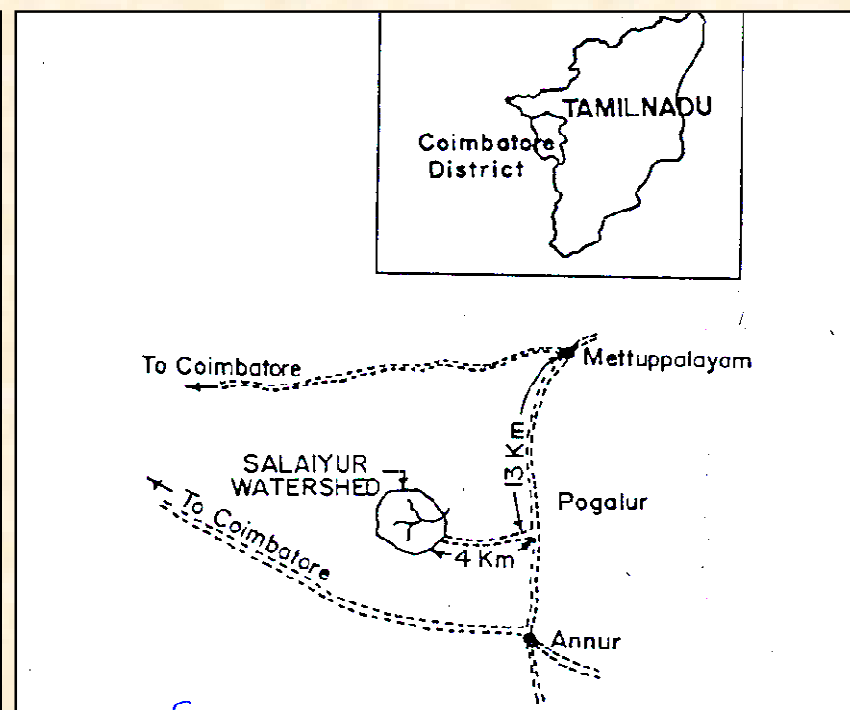 TAMILNADU
Coimbatore
District
To Coimbatore
Mettuppalayam
13 Km
SALAIYUR
WATERSHED
Pogalur
To Coimbatore
4 Km
Annur